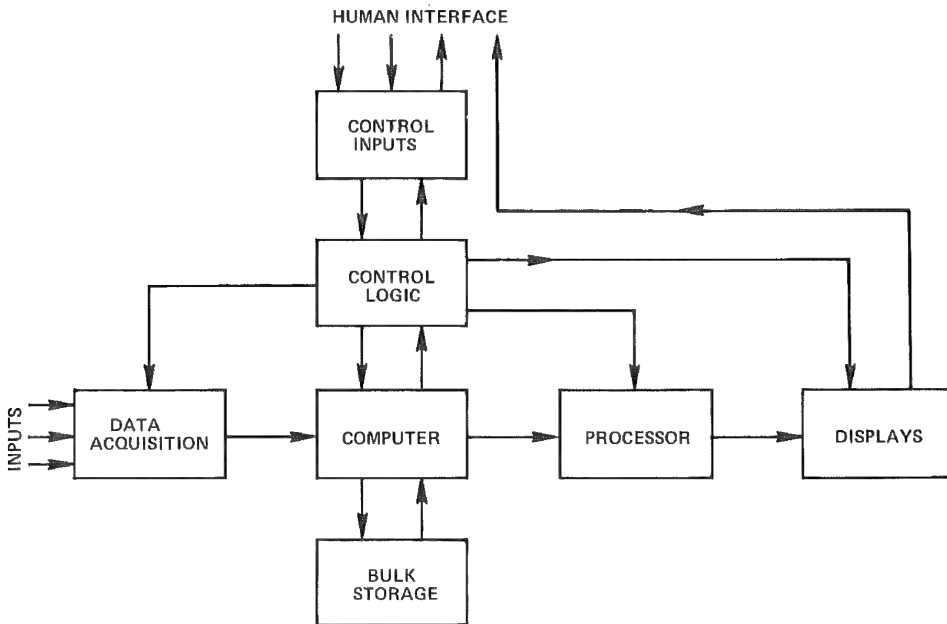 HUMAN INTERFACE
CONTROL
INPUTS
CONTROL
LOGIC
INPUTS
DATA
ACQUISITION
COMPUTER
PROCESSOR
DISPLAYS
BULK
STORAGE